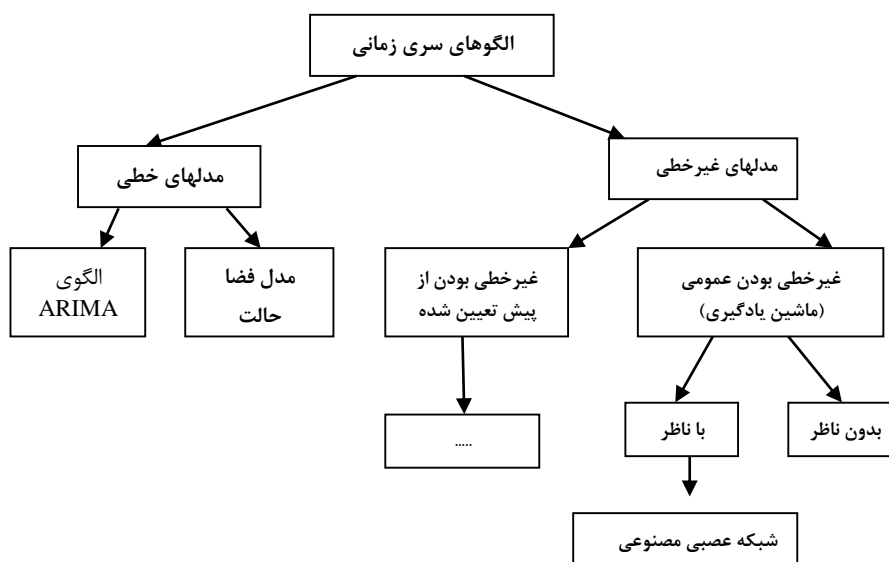 الگوهای سری زمانی
مدلهای غیرخطی
مدلهای خطی
غیرخطی بودن عمومی
(ماشین یادگیری)
غیرخطی بودن از
پیش تعیین شده
مدل فضا
حالت
الگوی
ARIMA
بدون ناظر
با ناظر
.....
شبکه عصبی مصنوعی